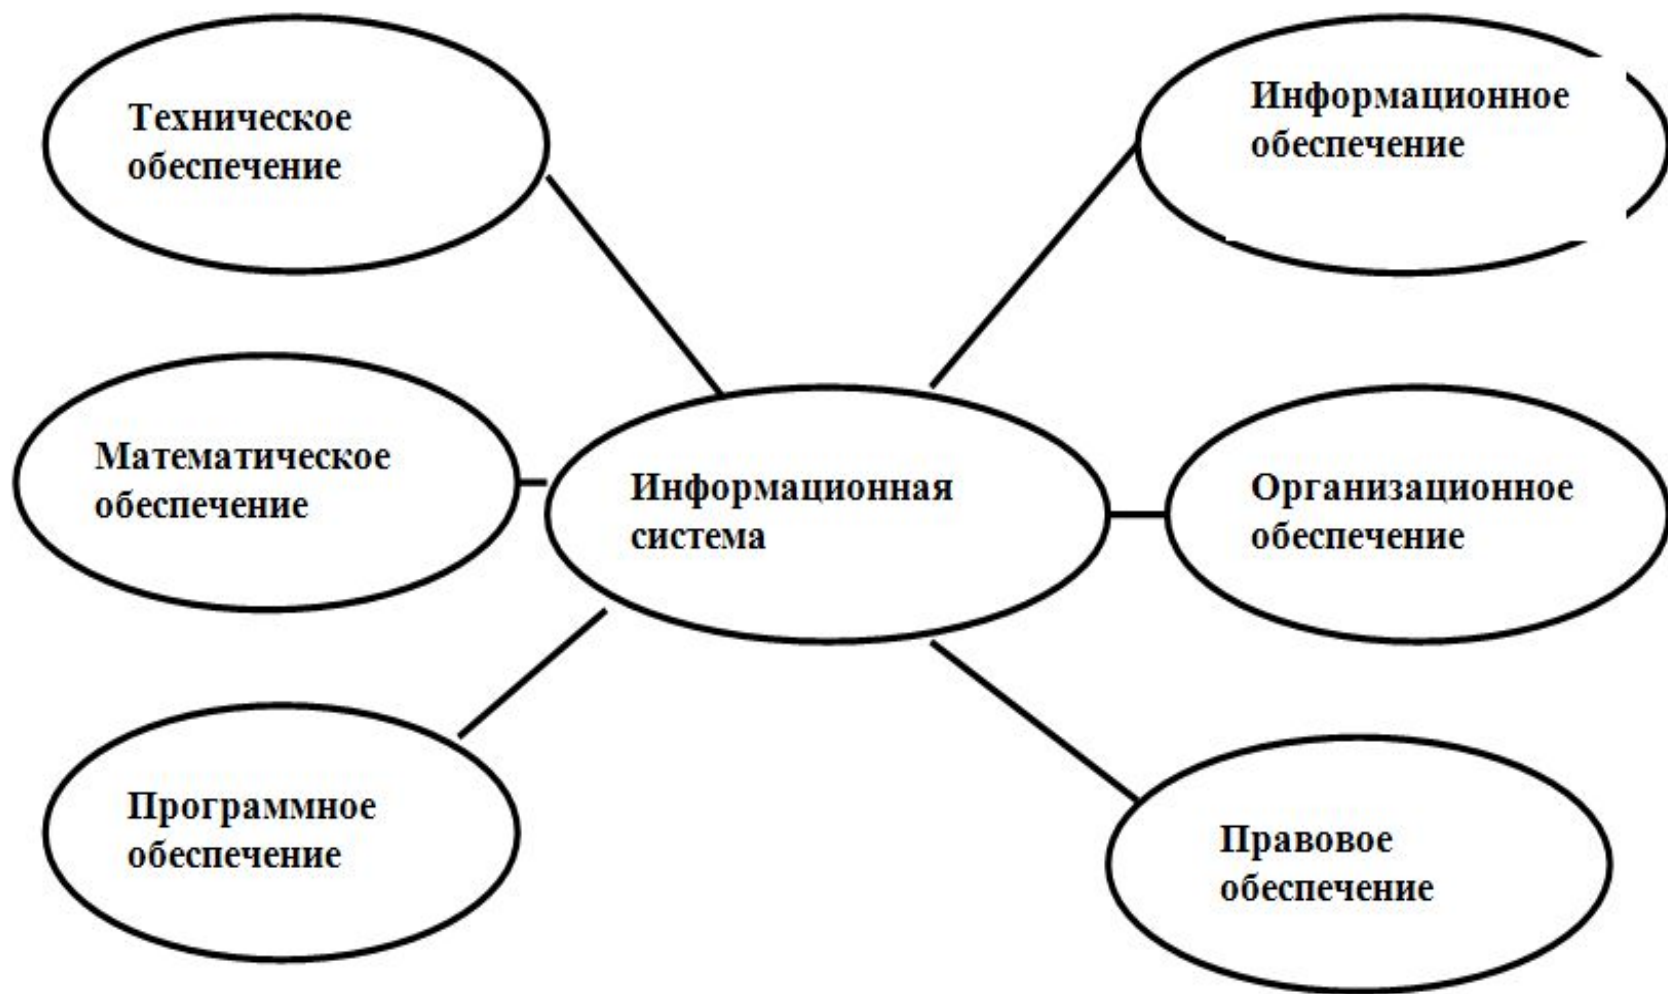 Техническое
обеспечение
Информационное
обеспечение
Математическое
обеспечение
Информационная
система
Организационное
обеспечение
Программное
обеспечение
Правовое
обеспечение